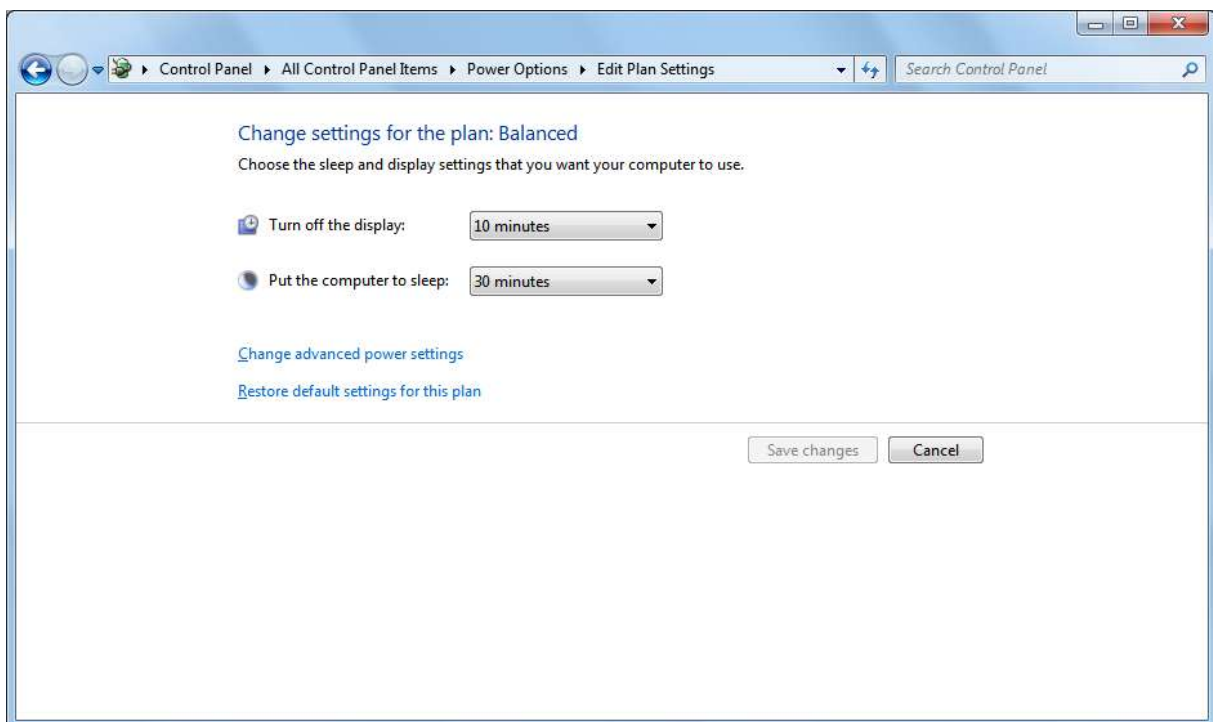 Control Panel All Control Panel Items Power Options Edit Plan Settings Search Control Panel
Change settings for the plan: Balanced
Choose the sleep and display settings that you want your computer to use.
Turn off the display: 10 minutes
Put the computer to sleep: 30 minutes
Change advanced power settings
Restore default settings for this plan
Save changes Cancel